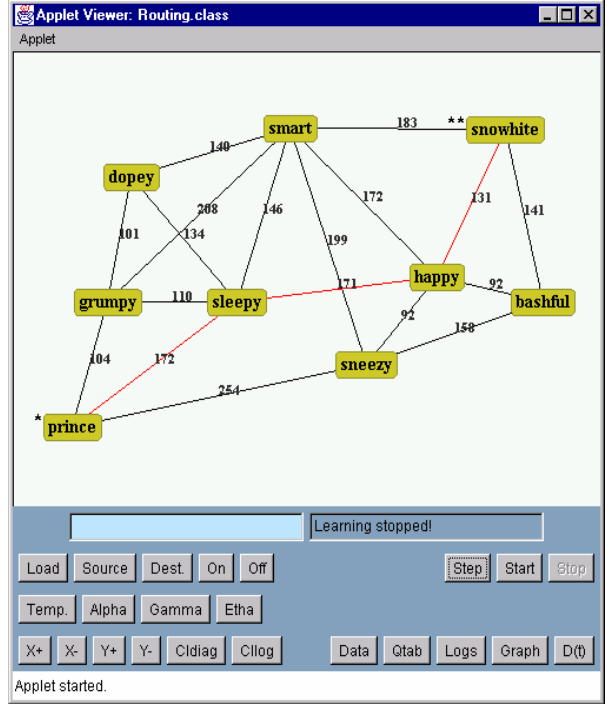 Applet Viewer: Routing.class
Applet
smart 183 ** snowhite
140
dopey
208 146 172 131 141
101 134 199
happy
171 92
grumpy 110 sleepy bashful
92 158
104 172 sneezy
254
* prince
Learning stopped!
Load Source Dest. On Off Step Start Stop
Temp. Alpha Gamma Etha
X+ X- Y+ Y- Cldiag Cllog Data Qtab Logs Graph D(t)
Applet started.